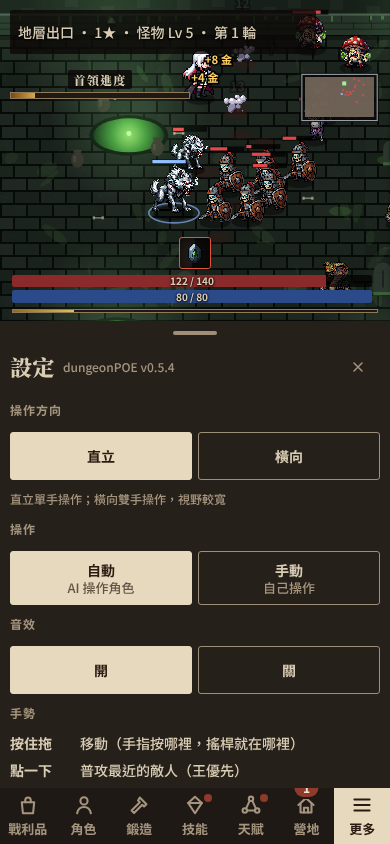 地層出口 · 1★ · 怪物 Lv 5 · 第 1 輪
+8 金
+4 金
首領進度
122 / 140
80 / 80
設定 dungeonPOE v0.5.4 ×
操作方向
直立 橫向
直立單手操作；橫向雙手操作，視野較寬
操作
自動 手動
AI 操作角色 自己操作
音效
開 關
手勢
按住拖 移動（手指按哪裡，搖桿就在哪裡）
點一下 普攻最近的敵人（王優先）
1
戰利品 角色 鍛造 技能 天賦 營地 更多